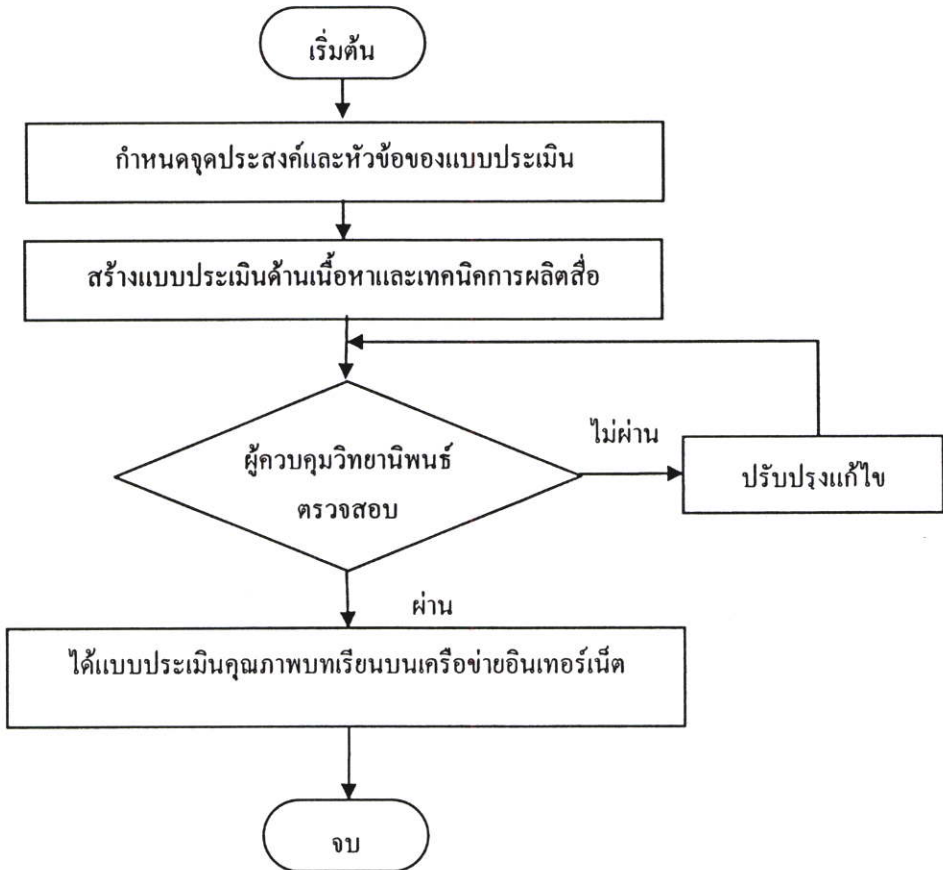 เริ่มต้น
กำหนดจุดประสงค์และหัวข้อของแบบประเมิน
สร้างแบบประเมินด้านเนื้อหาและเทคนิคการผลิตสื่อ
ผู้ควบคุมวิทยานิพนธ์
ตรวจสอบ
ไม่ผ่าน
ปรับปรุงแก้ไข
ผ่าน
ได้แบบประเมินคุณภาพบทเรียนบนเครือข่ายอินเทอร์เน็ต
จบ